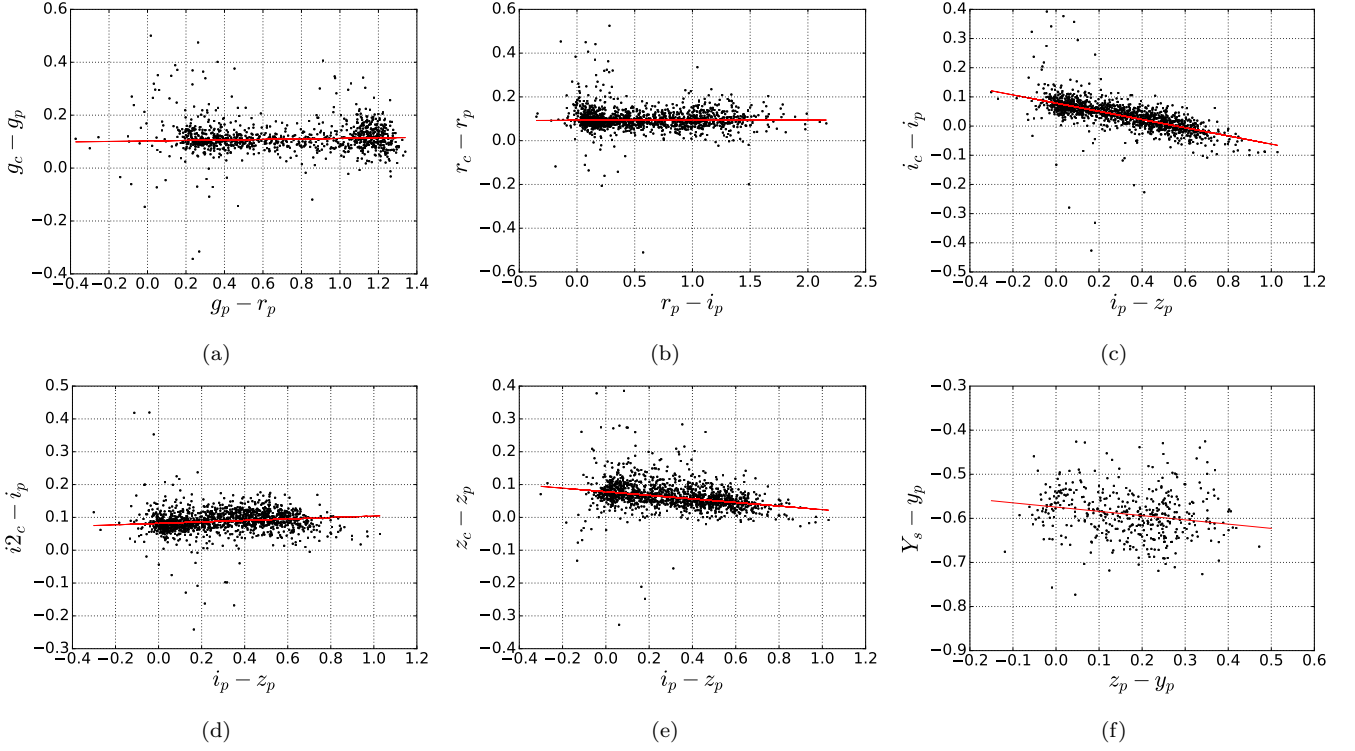 0.6
0.4
0.2
0.0
−0.2
−0.4
g_c − g_p
−0.4 −0.2 0.0 0.2 0.4 0.6 0.8 1.0 1.2 1.4
g_p − r_p
(a)
0.6
0.4
0.2
0.0
−0.2
−0.4
−0.6
r_c − r_p
−0.5 0.0 0.5 1.0 1.5 2.0 2.5
r_p − i_p
(b)
0.4
0.3
0.2
0.1
0.0
−0.1
−0.2
−0.3
−0.4
−0.5
i_c − i_p
−0.4 −0.2 0.0 0.2 0.4 0.6 0.8 1.0 1.2
i_p − z_p
(c)
0.5
0.4
0.3
0.2
0.1
0.0
−0.1
−0.2
−0.3
i2_c − i_p
−0.4 −0.2 0.0 0.2 0.4 0.6 0.8 1.0 1.2
i_p − z_p
(d)
0.4
0.3
0.2
0.1
0.0
−0.1
−0.2
−0.3
−0.4
z_c − z_p
−0.4 −0.2 0.0 0.2 0.4 0.6 0.8 1.0 1.2
i_p − z_p
(e)
−0.3
−0.4
−0.5
−0.6
−0.7
−0.8
−0.9
Y_s − y_p
−0.2 −0.1 0.0 0.1 0.2 0.3 0.4 0.5 0.6
z_p − y_p
(f)